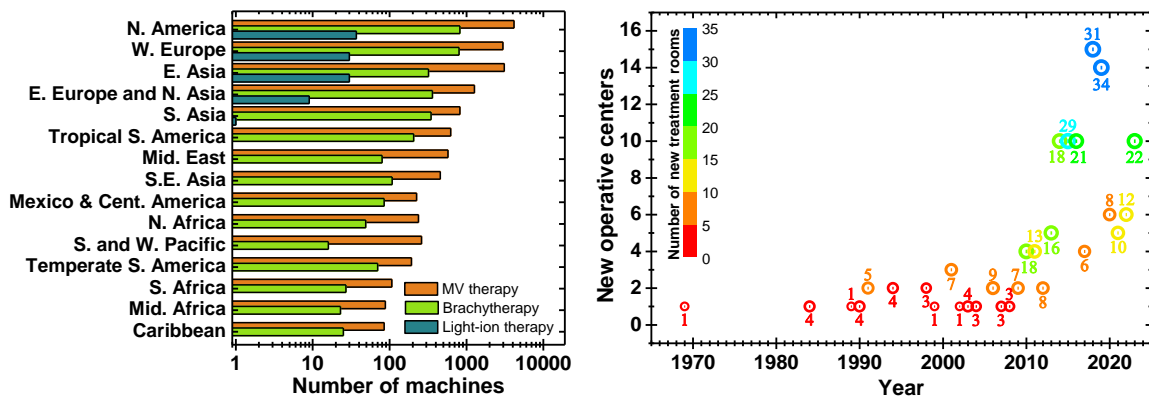 N. America
W. Europe
E. Asia
E. Europe and N. Asia
S. Asia
Tropical S. America
Mid. East
S.E. Asia
Mexico & Cent. America
N. Africa
S. and W. Pacific
Temperate S. America
S. Africa
Mid. Africa
Caribbean
MV therapy
Brachytherapy
Light-ion therapy
1 10 100 1000 10000
Number of machines
New operative centers
16
14
12
10
8
6
4
2
0
Number of new treatment rooms
35
30
25
20
15
10
5
0
31
34
29
18 21 22
8 12
13
16 10
18 6
5 9 7
7
1 4 3 8
4 3
1 4 4 1 1 3 3
1970 1980 1990 2000 2010 2020
Year